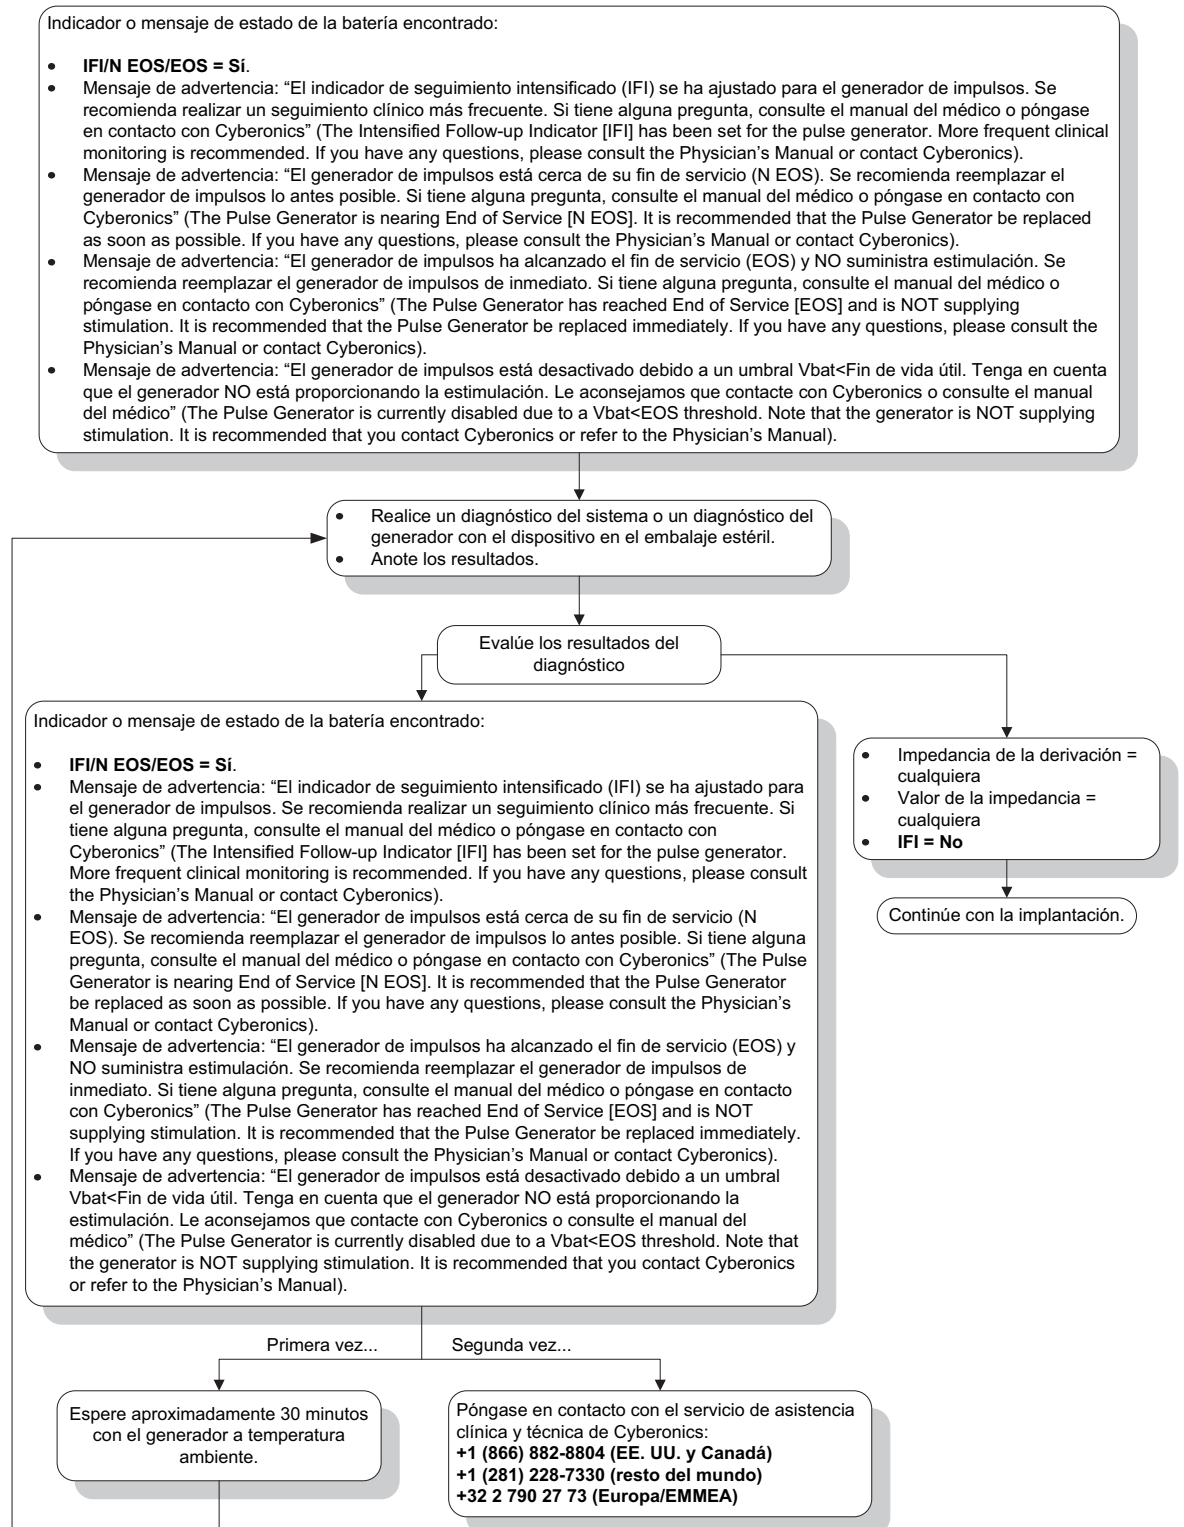 Indicador o mensaje de estado de la batería encontrado:
• IFI/N EOS/EOS = Sí.
• Mensaje de advertencia: “El indicador de seguimiento intensificado (IFI) se ha ajustado para el generador de impulsos. Se
recomienda realizar un seguimiento clínico más frecuente. Si tiene alguna pregunta, consulte el manual del médico o póngase
en contacto con Cyberonics” (The Intensified Follow-up Indicator [IFI] has been set for the pulse generator. More frequent clinical
monitoring is recommended. If you have any questions, please consult the Physician’s Manual or contact Cyberonics).
• Mensaje de advertencia: “El generador de impulsos está cerca de su fin de servicio (N EOS). Se recomienda reemplazar el
generador de impulsos lo antes posible. Si tiene alguna pregunta, consulte el manual del médico o póngase en contacto con
Cyberonics” (The Pulse Generator is nearing End of Service [N EOS]. It is recommended that the Pulse Generator be replaced
as soon as possible. If you have any questions, please consult the Physician’s Manual or contact Cyberonics).
• Mensaje de advertencia: “El generador de impulsos ha alcanzado el fin de servicio (EOS) y NO suministra estimulación. Se
recomienda reemplazar el generador de impulsos de inmediato. Si tiene alguna pregunta, consulte el manual del médico o
póngase en contacto con Cyberonics” (The Pulse Generator has reached End of Service [EOS] and is NOT supplying
stimulation. It is recommended that the Pulse Generator be replaced immediately. If you have any questions, please consult the
Physician’s Manual or contact Cyberonics).
• Mensaje de advertencia: “El generador de impulsos está desactivado debido a un umbral Vbat<Fin de vida útil. Tenga en cuenta
que el generador NO está proporcionando la estimulación. Le aconsejamos que contacte con Cyberonics o consulte el manual
del médico” (The Pulse Generator is currently disabled due to a Vbat<EOS threshold. Note that the generator is NOT supplying
stimulation. It is recommended that you contact Cyberonics or refer to the Physician’s Manual).
• Realice un diagnóstico del sistema o un diagnóstico del
generador con el dispositivo en el embalaje estéril.
• Anote los resultados.
Evalúe los resultados del
diagnóstico
Indicador o mensaje de estado de la batería encontrado:
• IFI/N EOS/EOS = Sí.
• Mensaje de advertencia: “El indicador de seguimiento intensificado (IFI) se ha ajustado para
el generador de impulsos. Se recomienda realizar un seguimiento clínico más frecuente. Si
tiene alguna pregunta, consulte el manual del médico o póngase en contacto con
Cyberonics” (The Intensified Follow-up Indicator [IFI] has been set for the pulse generator.
More frequent clinical monitoring is recommended. If you have any questions, please consult
the Physician’s Manual or contact Cyberonics).
• Mensaje de advertencia: “El generador de impulsos está cerca de su fin de servicio (N
EOS). Se recomienda reemplazar el generador de impulsos lo antes posible. Si tiene alguna
pregunta, consulte el manual del médico o póngase en contacto con Cyberonics” (The Pulse
Generator is nearing End of Service [N EOS]. It is recommended that the Pulse Generator
be replaced as soon as possible. If you have any questions, please consult the Physician’s
Manual or contact Cyberonics).
• Mensaje de advertencia: “El generador de impulsos ha alcanzado el fin de servicio (EOS) y
NO suministra estimulación. Se recomienda reemplazar el generador de impulsos de
inmediato. Si tiene alguna pregunta, consulte el manual del médico o póngase en contacto
con Cyberonics” (The Pulse Generator has reached End of Service [EOS] and is NOT
supplying stimulation. It is recommended that the Pulse Generator be replaced immediately.
If you have any questions, please consult the Physician’s Manual or contact Cyberonics).
• Mensaje de advertencia: “El generador de impulsos está desactivado debido a un umbral
Vbat<Fin de vida útil. Tenga en cuenta que el generador NO está proporcionando la
estimulación. Le aconsejamos que contacte con Cyberonics o consulte el manual del
médico” (The Pulse Generator is currently disabled due to a Vbat<EOS threshold. Note that
the generator is NOT supplying stimulation. It is recommended that you contact Cyberonics
or refer to the Physician’s Manual).
• Impedancia de la derivación =
cualquiera
• Valor de la impedancia =
cualquiera
• IFI = No
Continúe con la implantación.
Primera vez...
Segunda vez...
Espere aproximadamente 30 minutos
con el generador a temperatura
ambiente.
Póngase en contacto con el servicio de asistencia
clínica y técnica de Cyberonics:
+1 (866) 882-8804 (EE. UU. y Canadá)
+1 (281) 228-7330 (resto del mundo)
+32 2 790 27 73 (Europa/EMMEA)